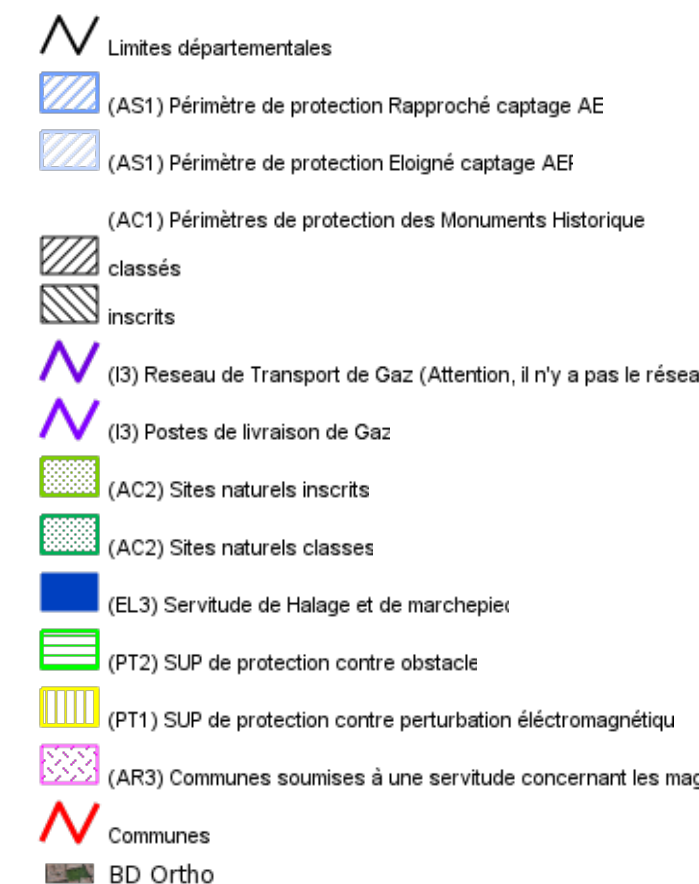 Limites départementales
(AS1) Périmètre de protection Rapproché captage AE
(AS1) Périmètre de protection Eloigné captage AEF
(AC1) Périmètres de protection des Monuments Historique
classés
inscrits
(I3) Reseau de Transport de Gaz (Attention, il n'y a pas le résea
(I3) Postes de livraison de Gaz
(AC2) Sites naturels inscrits
(AC2) Sites naturels classes
(EL3) Servitude de Halage et de marchepied
(PT2) SUP de protection contre obstacle
(PT1) SUP de protection contre perturbation éléctromagnétiqu
(AR3) Communes soumises à une servitude concernant les mag
Communes
BD Ortho